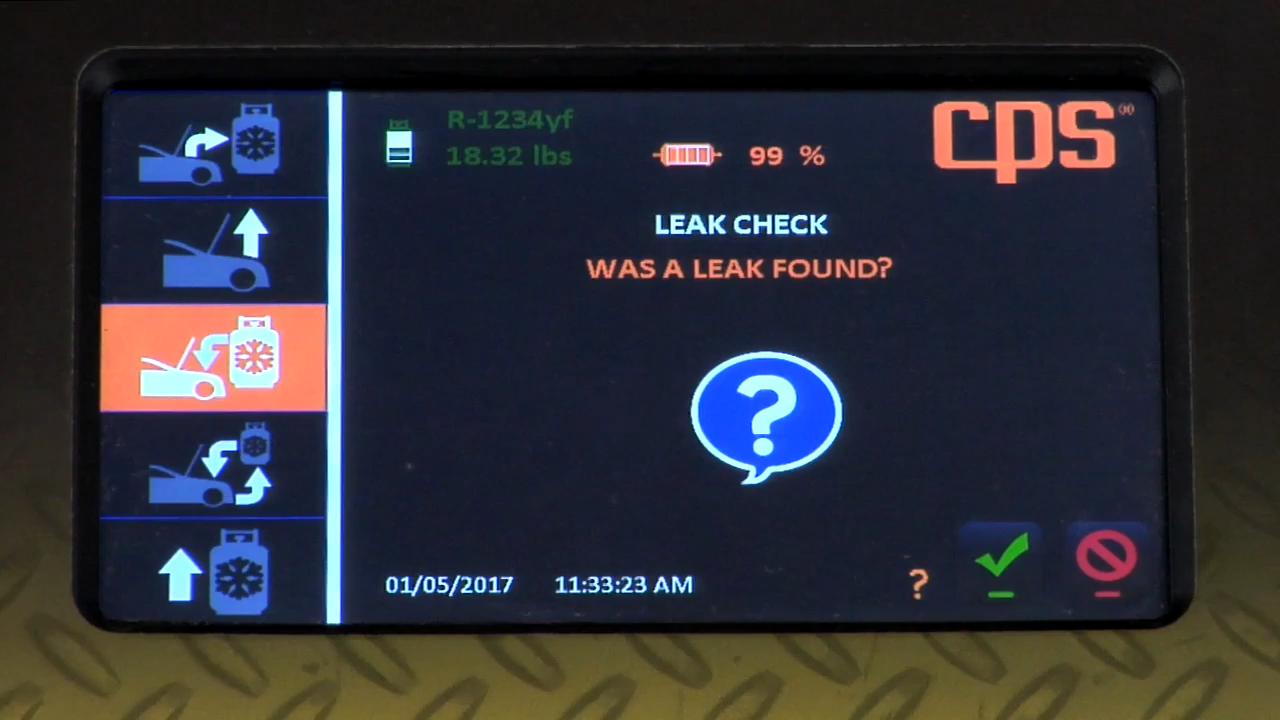 R-1234yf
18.32 lbs
99 %
cps®
LEAK CHECK
WAS A LEAK FOUND?
?
01/05/2017 11:33:23 AM
?